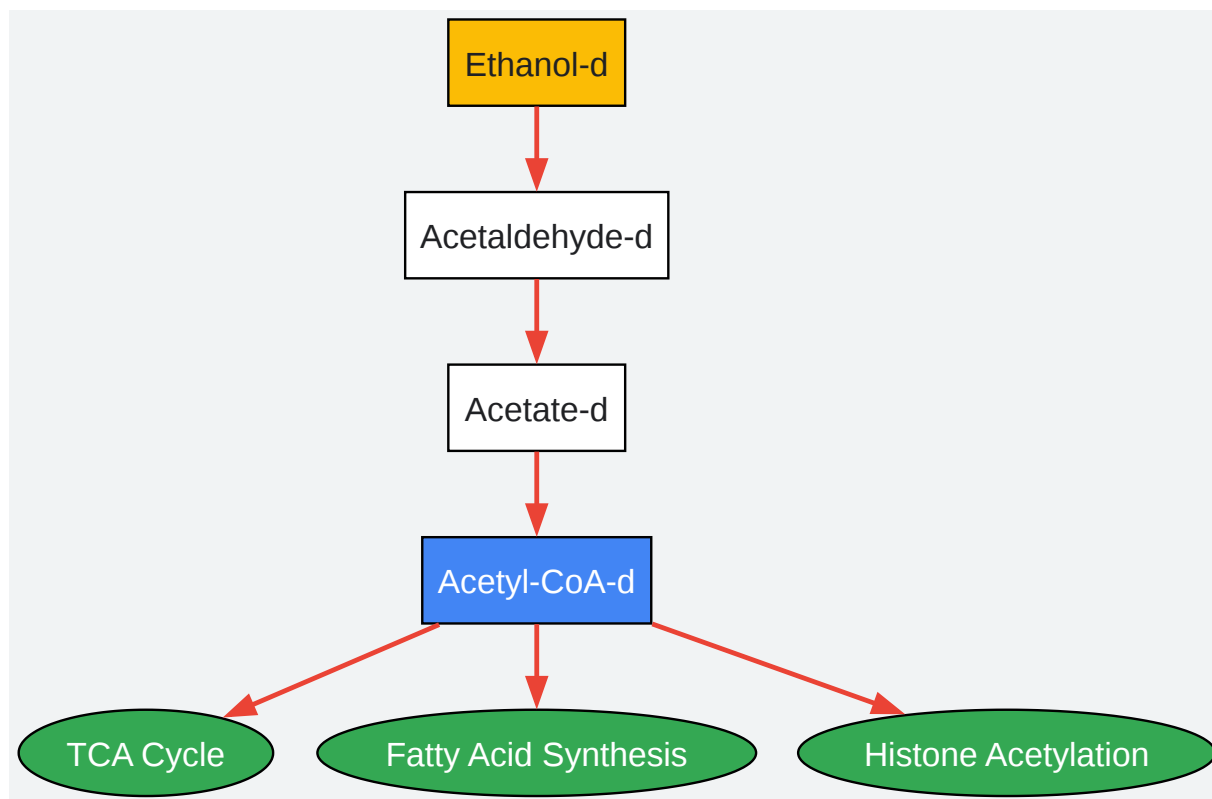 Ethanol-d
Acetaldehyde-d
Acetate-d
Acetyl-CoA-d
TCA Cycle
Fatty Acid Synthesis
Histone Acetylation